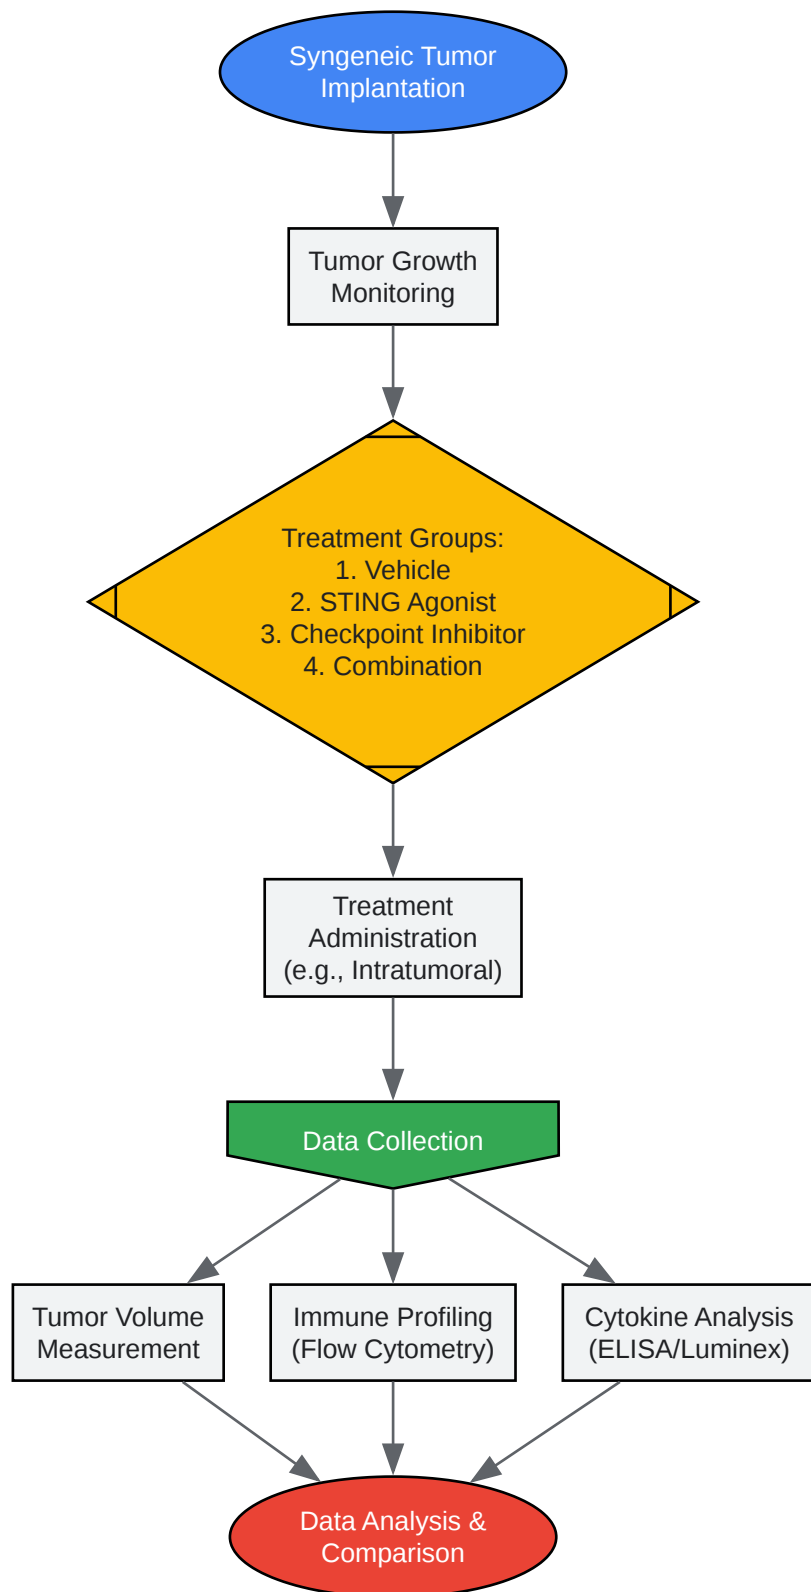 Syngeneic Tumor
Implantation
Tumor Growth
Monitoring
Treatment Groups:
1. Vehicle
2. STING Agonist
3. Checkpoint Inhibitor
4. Combination
Treatment
Administration
(e.g., Intratumoral)
Data Collection
Tumor Volume
Measurement
Immune Profiling
(Flow Cytometry)
Cytokine Analysis
(ELISA/Luminex)
Data Analysis &
Comparison